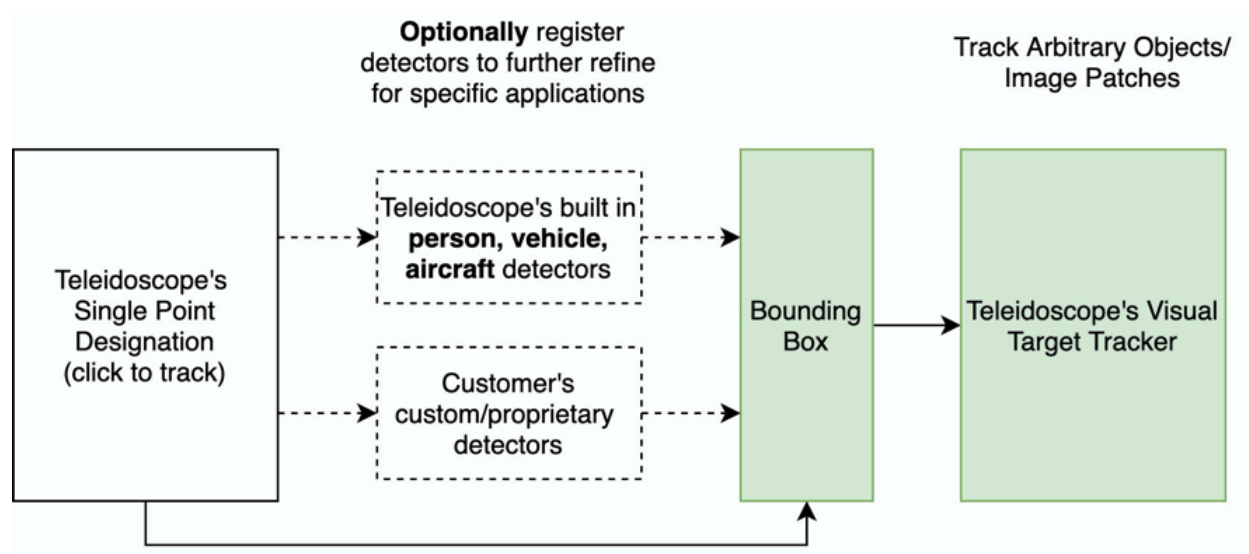 Optionally register
detectors to further refine
for specific applications
Track Arbitrary Objects/
Image Patches
Teleidoscope's
Single Point
Designation
(click to track)
Teleidoscope's built in
person, vehicle,
aircraft detectors
Customer's
custom/proprietary
detectors
Bounding
Box
Teleidoscope's Visual
Target Tracker